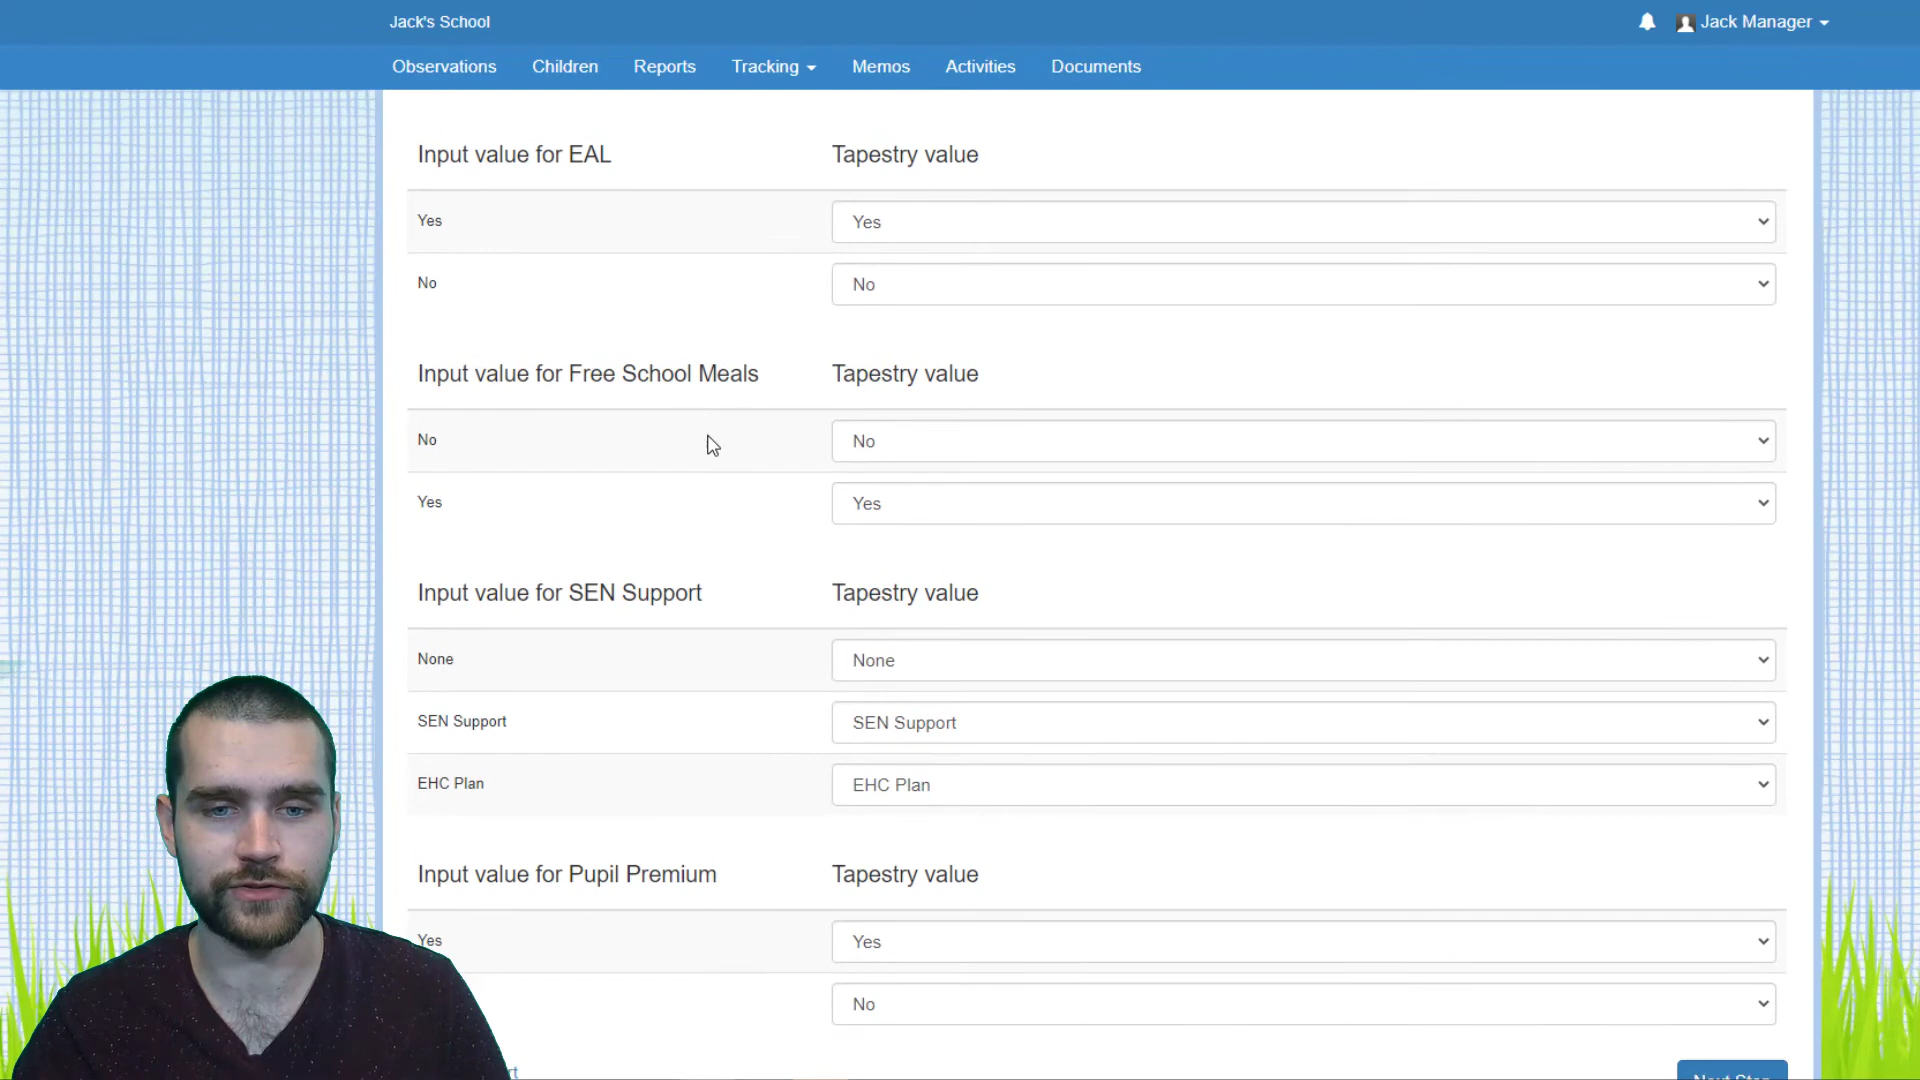 Jack's School
Jack Manager
Observations Children Reports Tracking Memos Activities Documents
Input value for EAL Tapestry value
Yes Yes
No No
Input value for Free School Meals Tapestry value
No No
Yes Yes
Input value for SEN Support Tapestry value
None None
SEN Support SEN Support
EHC Plan EHC Plan
Input value for Pupil Premium Tapestry value
Yes Yes
No